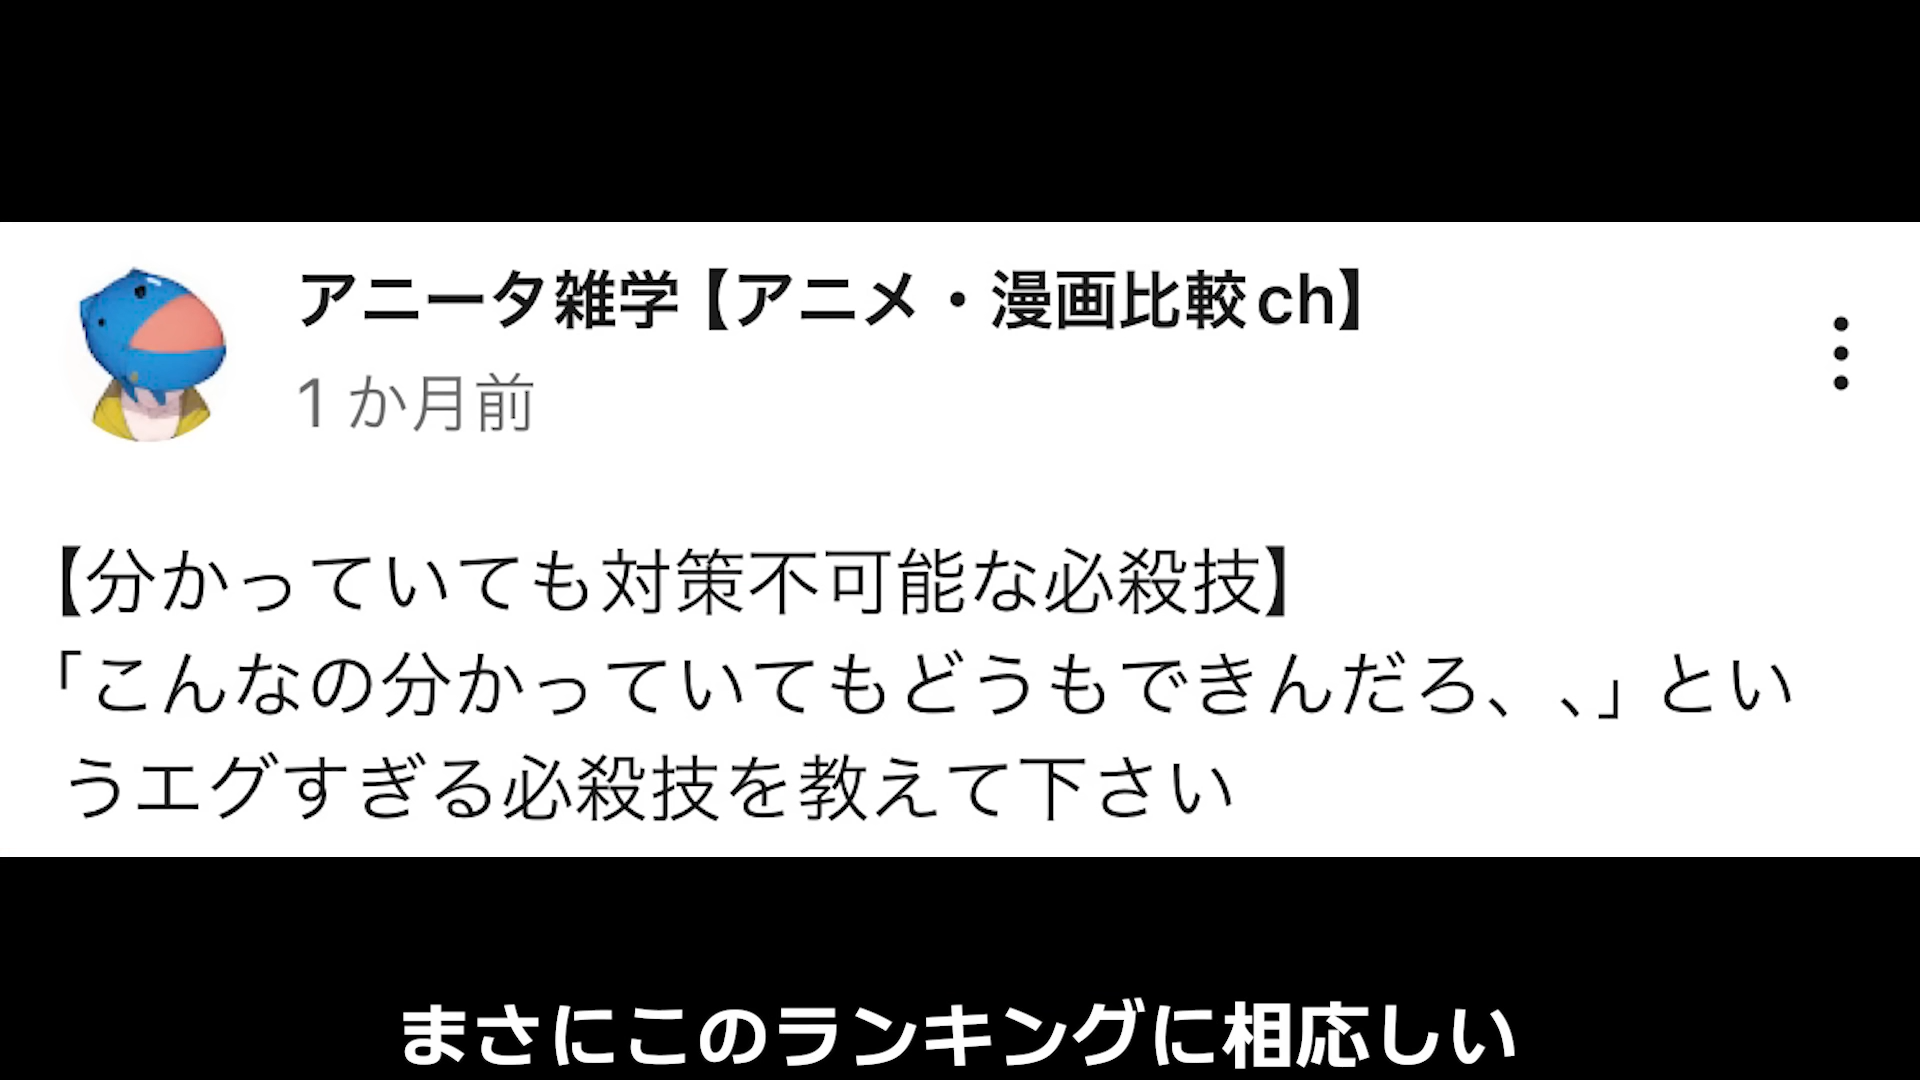 アニータ雑学【アニメ・漫画比較ch】
1 か月前
【分かっていても対策不可能な必殺技】
「こんなの分かっていてもどうもできんだろ、、」とい
うエグすぎる必殺技を教えて下さい
まさにこのランキングに相応しい